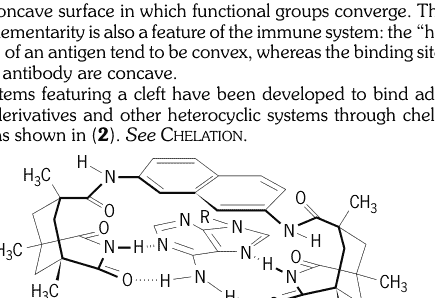 oncave surface in which functional groups converge. Th
ementarity is also a feature of the immune system: the “h
of an antigen tend to be convex, whereas the binding site
antibody are concave.
tems featuring a cleft have been developed to bind ad
erivatives and other heterocyclic systems through chel
as shown in (2). See CHELATION.
H
H₃C N O CH₃
O R N N N H
H₃C N H N N H N O CH₃
O H N
H₃C H